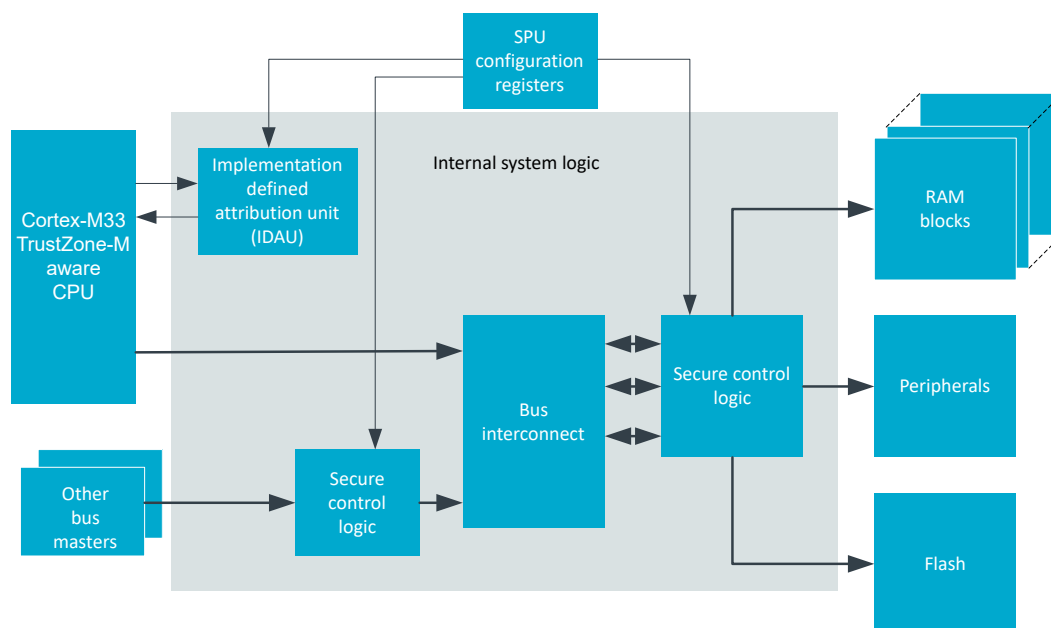 SPU
configuration
registers
Internal system logic
Implementation
defined
attribution unit
(IDAU)
Cortex-M33
TrustZone-M
aware
CPU
RAM
blocks
Bus
interconnect
Secure control
logic
Peripherals
Other
bus
masters
Secure
control
logic
Flash